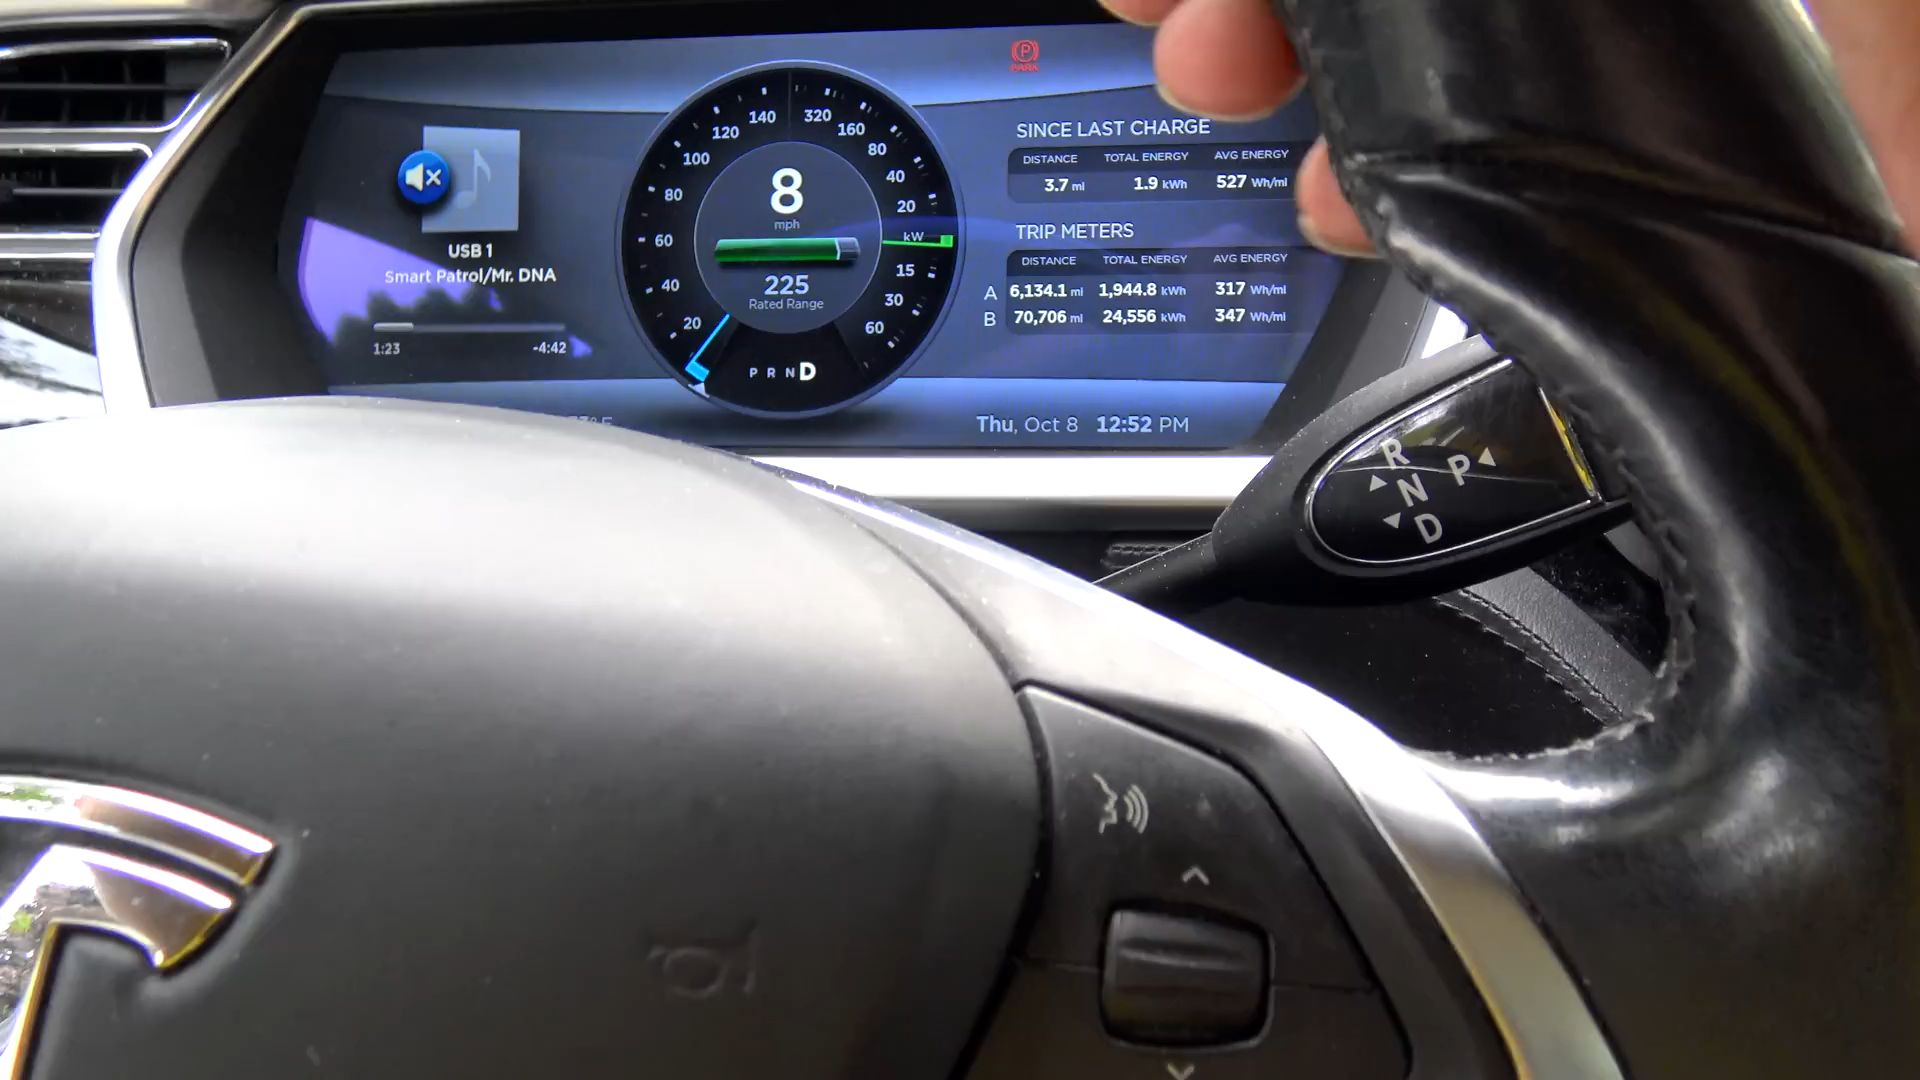 PARK
140 320
120 160
100 80
80 40
60 20
40 kW
20 15
30
60
8
mph
225
Rated Range
P R N D
USB 1
Smart Patrol/Mr. DNA
1:23 -4:42
SINCE LAST CHARGE
DISTANCE TOTAL ENERGY AVG ENERGY
3.7 mi 1.9 kWh 527 Wh/mi
TRIP METERS
DISTANCE TOTAL ENERGY AVG ENERGY
A 6,134.1 mi 1,944.8 kWh 317 Wh/mi
B 70,706 mi 24,556 kWh 347 Wh/mi
Thu, Oct 8 12:52 PM
R
N P
D